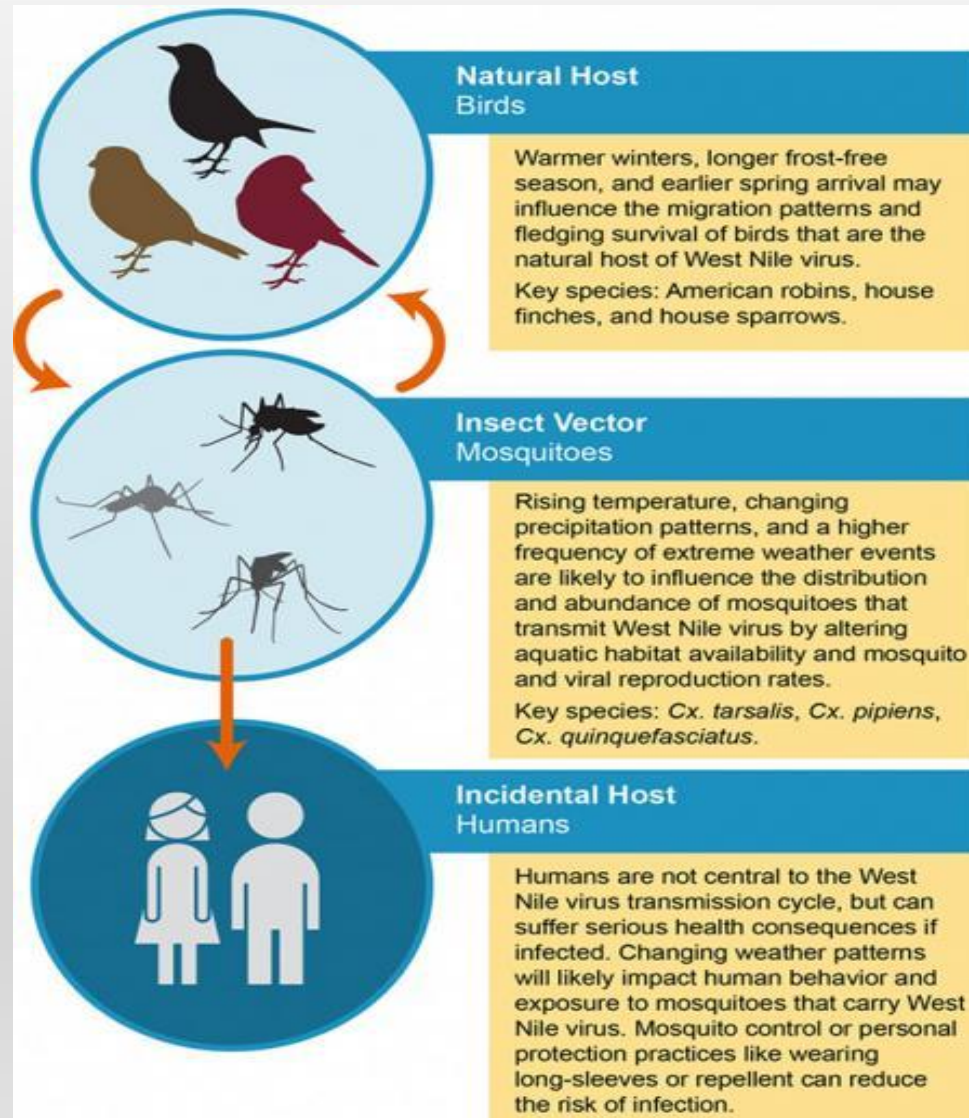 Natural Host
Birds
Warmer winters, longer frost-free
season, and earlier spring arrival may
influence the migration patterns and
fledging survival of birds that are the
natural host of West Nile virus.
Key species: American robins, house
finches, and house sparrows.
Insect Vector
Mosquitoes
Rising temperature, changing
precipitation patterns, and a higher
frequency of extreme weather events
are likely to influence the distribution
and abundance of mosquitoes that
transmit West Nile virus by altering
aquatic habitat availability and mosquito
and viral reproduction rates.
Key species: Cx. tarsalis, Cx. pipiens,
Cx. quinquefasciatus.
Incidental Host
Humans
Humans are not central to the West
Nile virus transmission cycle, but can
suffer serious health consequences if
infected. Changing weather patterns
will likely impact human behavior and
exposure to mosquitoes that carry West
Nile virus. Mosquito control or personal
protection practices like wearing
long-sleeves or repellent can reduce
the risk of infection.